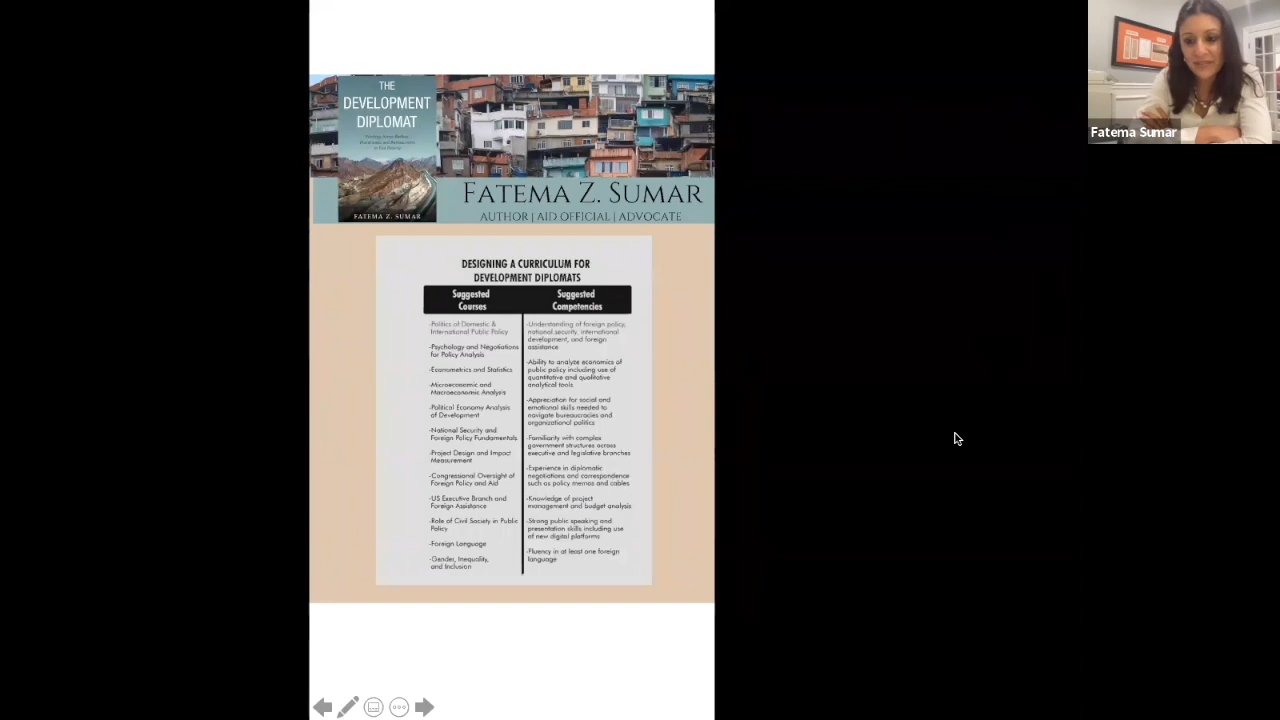 THE
DEVELOPMENT
DIPLOMAT
FATEMA Z. SUMAR
FATEMA Z. SUMAR
AUTHOR | AID OFFICIAL | ADVOCATE
Fatema Sumar
DESIGNING A CURRICULUM FOR
DEVELOPMENT DIPLOMATS
Suggested
Courses
-Politics of Domestic &
International Public Policy
-Psychology and Negotiations
for Policy Analysis
-Econometrics and Statistics
-Microeconomic and
Macroeconomic Analysis
-Political Economy Analysis
of Development
-National Security and
Foreign Policy Fundamentals
-Project Design and Impact
Measurement
-Congressional Oversight of
Foreign Policy and Aid
-US Executive Branch and
Foreign Assistance
-Role of Civil Society in Public
Policy
-Foreign Language
-Gender, Inequality,
and Inclusion
Suggested
Competencies
-Understanding of foreign policy,
national security, international
development, and foreign
assistance
-Ability to analyze economics of
public policy including use of
quantitative and qualitative
analytical tools
-Appreciation for social and
emotional skills needed to
navigate bureaucracies and
organizational politics
-Familiarity with complex
government structures across
executive and legislative branches
-Experience in diplomatic
negotiations and correspondence
such as policy memos and cables
-Knowledge of project
management and budget analysis
-Strong public speaking and
presentation skills including use
of new digital platforms
-Fluency in at least one foreign
language